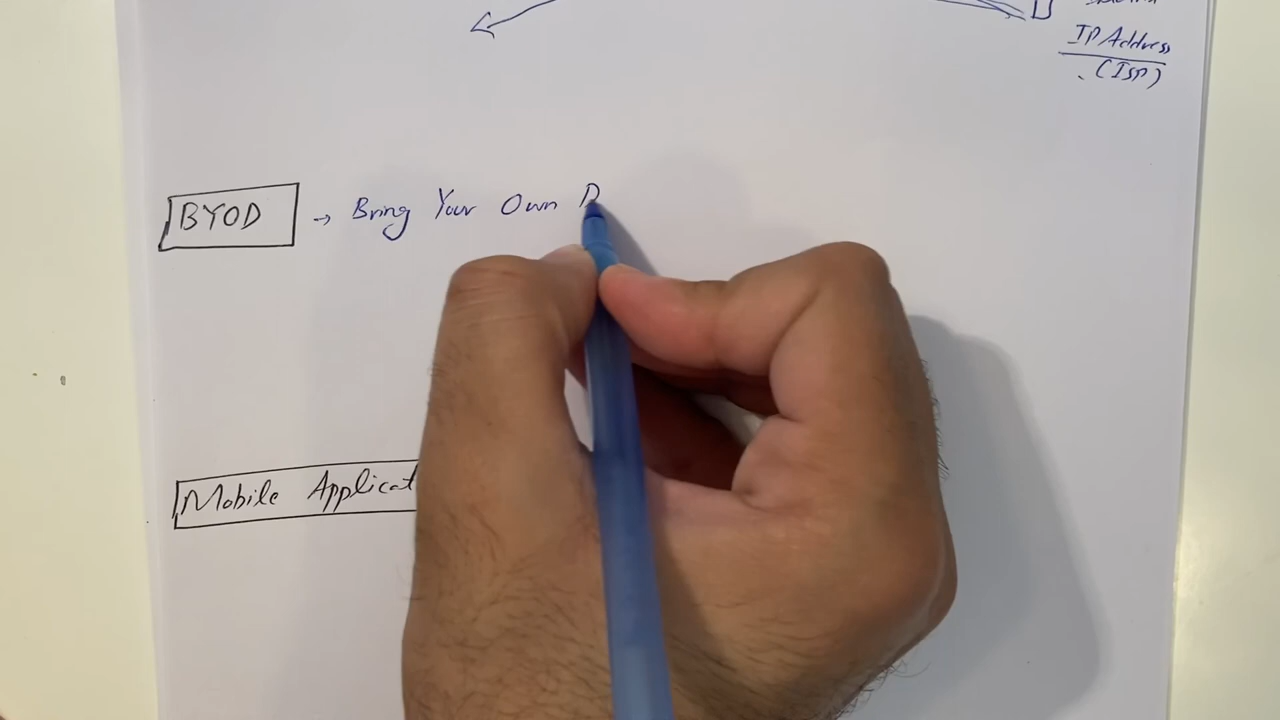 IP Address
(ISP)
BYOD → Bring Your Own D
Mobile Applicat